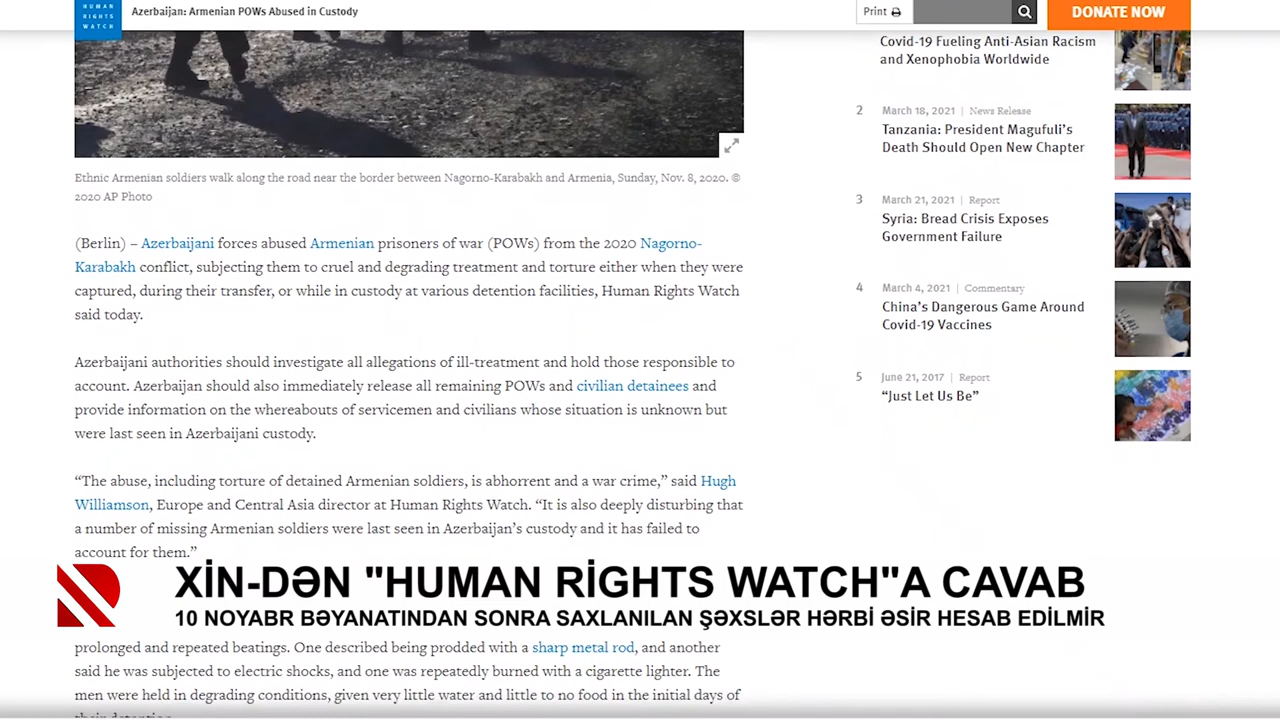 HUMAN
RIGHTS
WATCH
Azerbaijan: Armenian POWs Abused in Custody
Print
DONATE NOW
Ethnic Armenian soldiers walk along the road near the border between Nagorno-Karabakh and Armenia, Sunday, Nov. 8, 2020. ©
2020 AP Photo
(Berlin) – Azerbaijani forces abused Armenian prisoners of war (POWs) from the 2020 Nagorno-
Karabakh conflict, subjecting them to cruel and degrading treatment and torture either when they were
captured, during their transfer, or while in custody at various detention facilities, Human Rights Watch
said today.
Azerbaijani authorities should investigate all allegations of ill-treatment and hold those responsible to
account. Azerbaijan should also immediately release all remaining POWs and civilian detainees and
provide information on the whereabouts of servicemen and civilians whose situation is unknown but
were last seen in Azerbaijani custody.
“The abuse, including torture of detained Armenian soldiers, is abhorrent and a war crime,” said Hugh
Williamson, Europe and Central Asia director at Human Rights Watch. “It is also deeply disturbing that
a number of missing Armenian soldiers were last seen in Azerbaijan’s custody and it has failed to
account for them.”
XİN-DƏN "HUMAN RİGHTS WATCH"A CAVAB
10 NOYABR BƏYANATINDAN SONRA SAXLANILAN ŞƏXSLƏR HƏRBİ ƏSİR HESAB EDİLMİR
prolonged and repeated beatings. One described being prodded with a sharp metal rod, and another
said he was subjected to electric shocks, and one was repeatedly burned with a cigarette lighter. The
men were held in degrading conditions, given very little water and little to no food in the initial days of
Covid-19 Fueling Anti-Asian Racism
and Xenophobia Worldwide
2 March 18, 2021 | News Release
Tanzania: President Magufuli’s
Death Should Open New Chapter
3 March 21, 2021 | Report
Syria: Bread Crisis Exposes
Government Failure
4 March 4, 2021 | Commentary
China’s Dangerous Game Around
Covid-19 Vaccines
5 June 21, 2017 | Report
“Just Let Us Be”